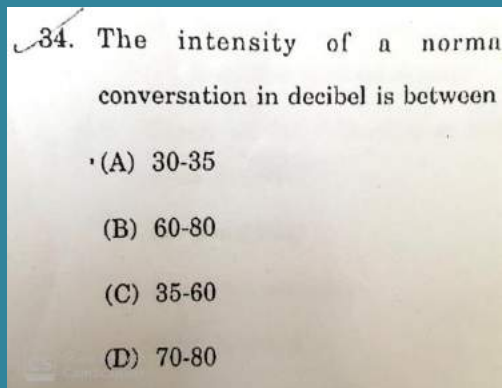 34. The intensity of a norma
conversation in decibel is between
(A) 30-35
(B) 60-80
(C) 35-60
(D) 70-80